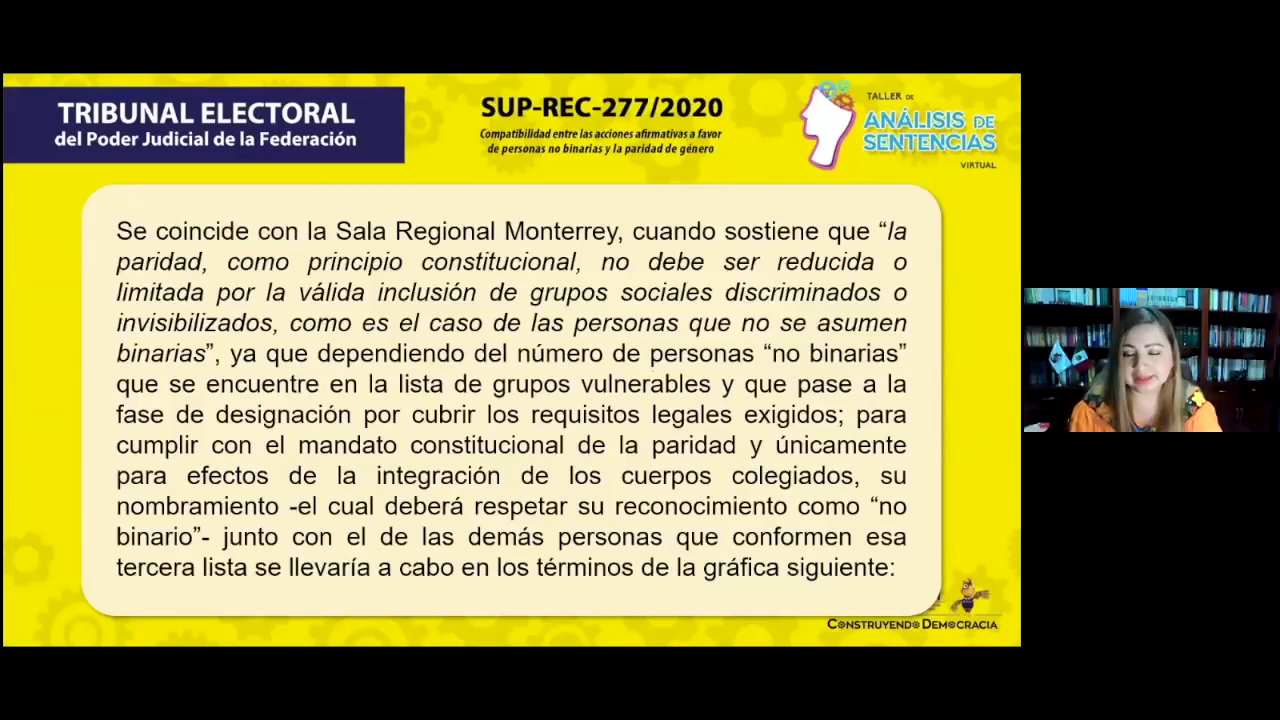 TRIBUNAL ELECTORAL
del Poder Judicial de la Federación
SUP-REC-277/2020
Compatibilidad entre las acciones afirmativas a favor
de personas no binarias y la paridad de género
TALLER DE
ANÁLISIS DE
SENTENCIAS
VIRTUAL
Se coincide con la Sala Regional Monterrey, cuando sostiene que “la
paridad, como principio constitucional, no debe ser reducida o
limitada por la válida inclusión de grupos sociales discriminados o
invisibilizados, como es el caso de las personas que no se asumen
binarias”, ya que dependiendo del número de personas “no binarias”
que se encuentre en la lista de grupos vulnerables y que pase a la
fase de designación por cubrir los requisitos legales exigidos; para
cumplir con el mandato constitucional de la paridad y únicamente
para efectos de la integración de los cuerpos colegiados, su
nombramiento -el cual deberá respetar su reconocimiento como “no
binario”- junto con el de las demás personas que conformen esa
tercera lista se llevaría a cabo en los términos de la gráfica siguiente:
CONSTRUYENDO DEMOCRACIA